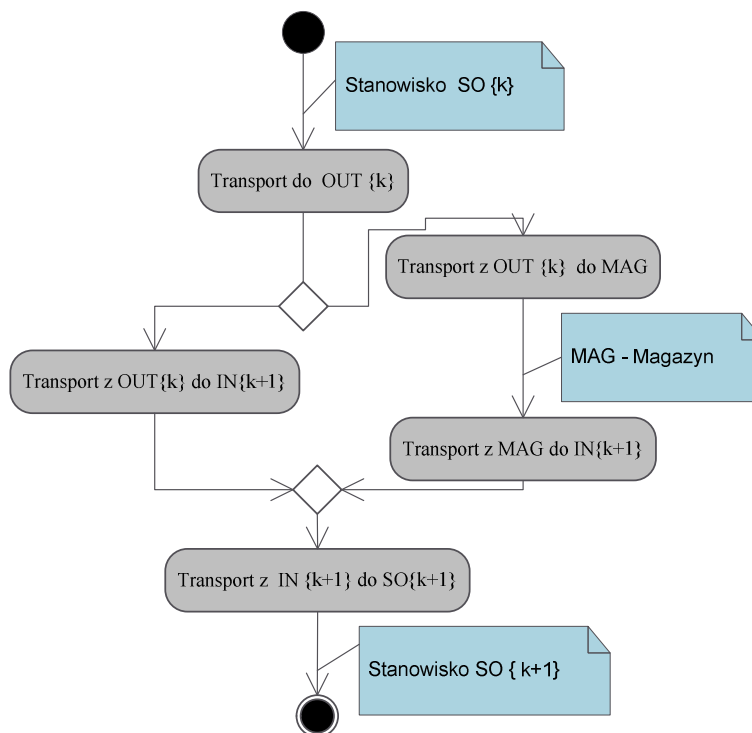 Stanowisko SO {k}
Transport do OUT {k}
Transport z OUT {k} do MAG
MAG - Magazyn
Transport z OUT{k} do IN{k+1}
Transport z MAG do IN{k+1}
Transport z IN {k+1} do SO{k+1}
Stanowisko SO { k+1}